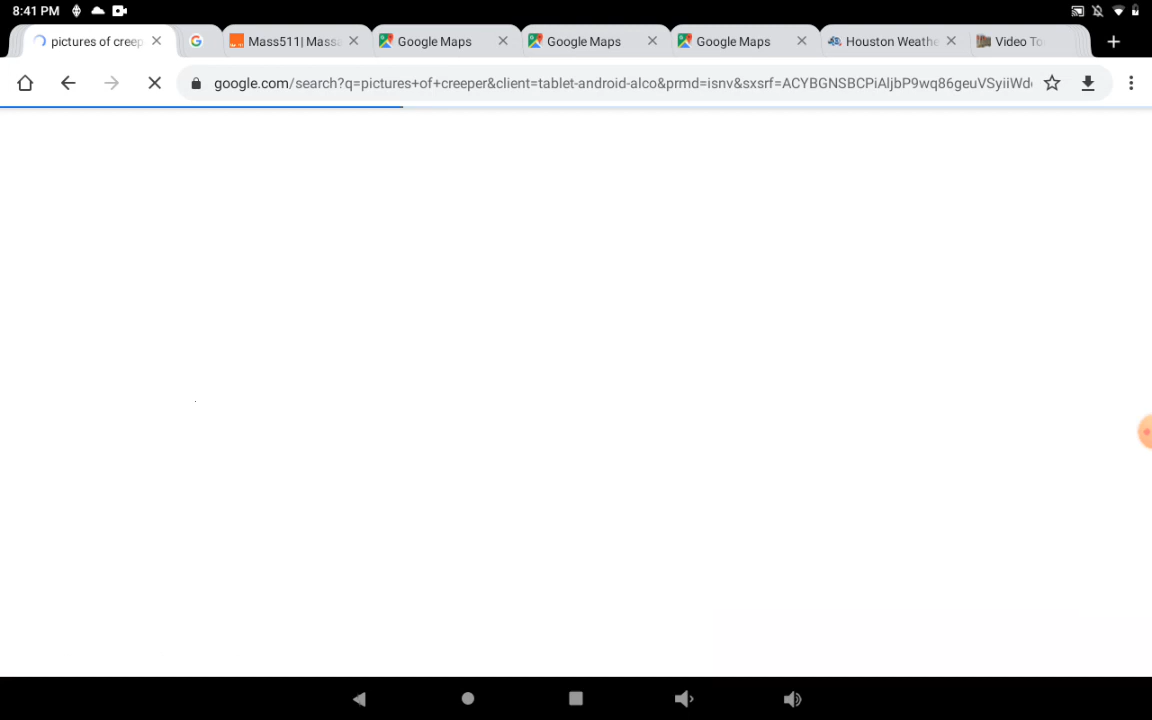 8:41 PM
pictures of creep
Mass511| Massa
Google Maps
Google Maps
Google Maps
Houston Weathe
Video To
google.com/search?q=pictures+of+creeper&client=tablet-android-alco&prmd=isnv&sxsrf=ACYBGNSBCPiAljbP9wq86geuVSyiiWd